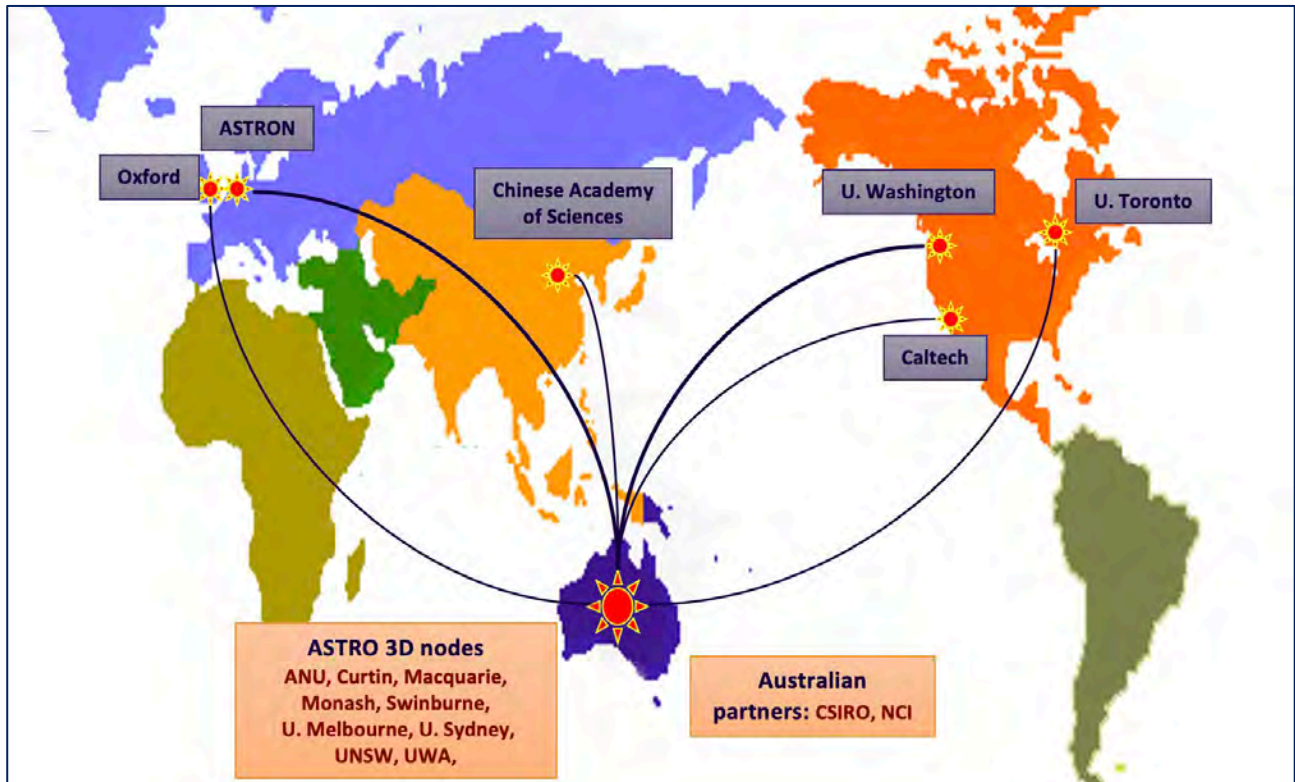 ASTRON
Oxford
Chinese Academy
of Sciences
U. Washington
U. Toronto
Caltech
ASTRO 3D nodes
ANU, Curtin, Macquarie,
Monash, Swinburne,
U. Melbourne, U. Sydney,
UNSW, UWA,
Australian
partners: CSIRO, NCI